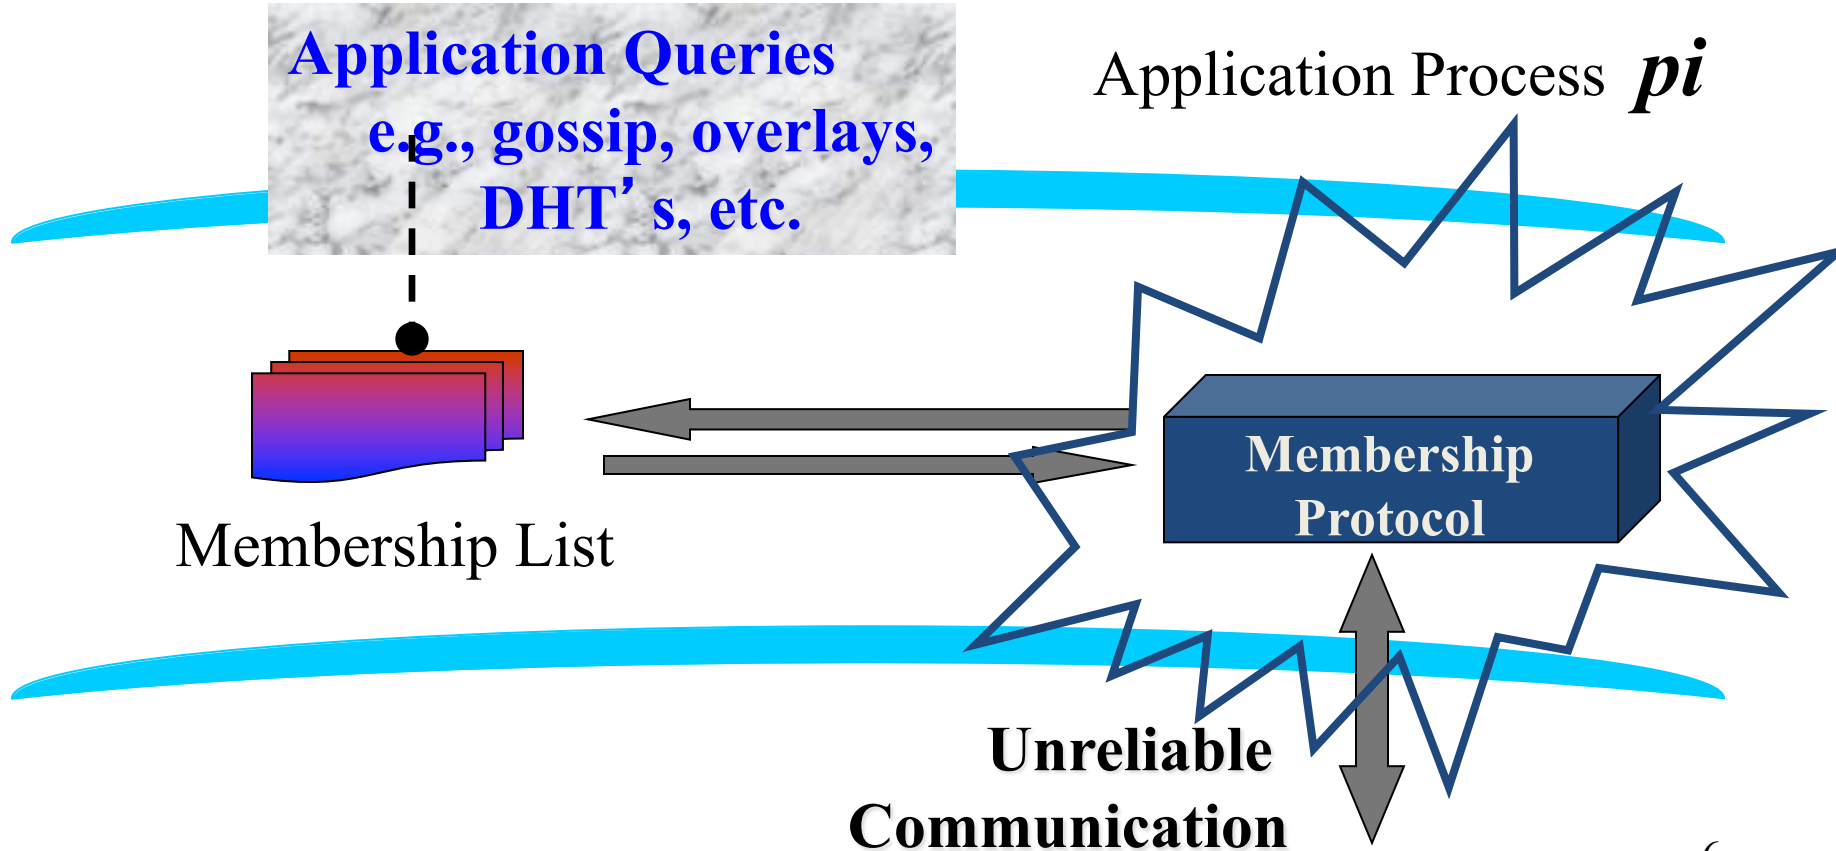 Application Queries
e.g., gossip, overlays,
DHT’s, etc.
Application Process pi
Membership
Protocol
Membership List
Unreliable
Communication